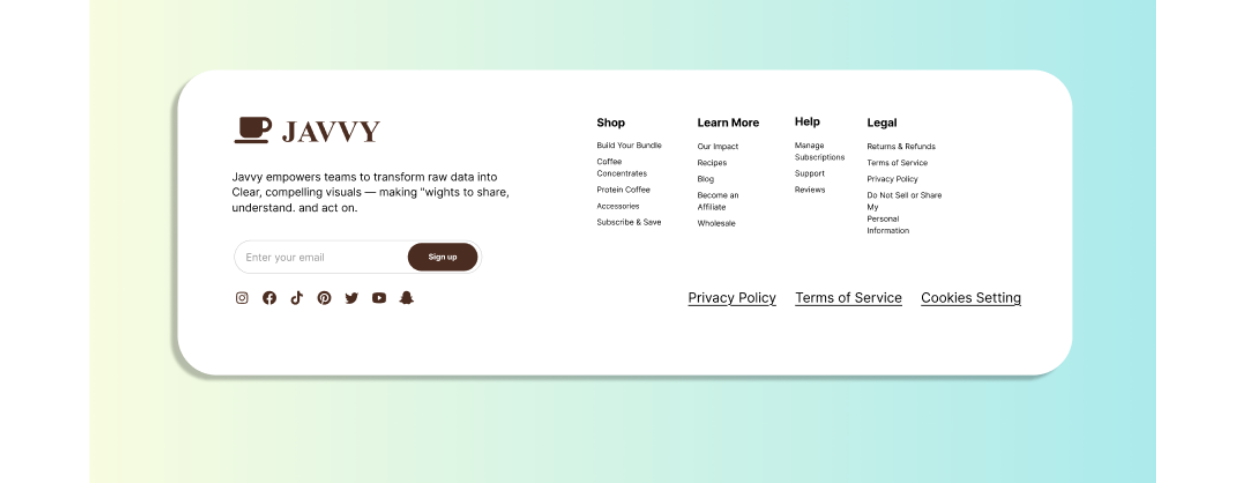 JAVVY
Javvy empowers teams to transform raw data into
Clear, compelling visuals — making "wights to share,
understand. and act on.
Enter your email
Sign up
Shop
Build Your Bundle
Coffee
Concentrates
Protein Coffee
Accessories
Subscribe & Save
Learn More
Our Impact
Recipes
Blog
Become an
Affiliate
Wholesale
Help
Manage
Subscriptions
Support
Reviews
Legal
Returns & Refunds
Terms of Service
Privacy Policy
Do Not Sell or Share
My
Personal
Information
Privacy Policy
Terms of Service
Cookies Setting